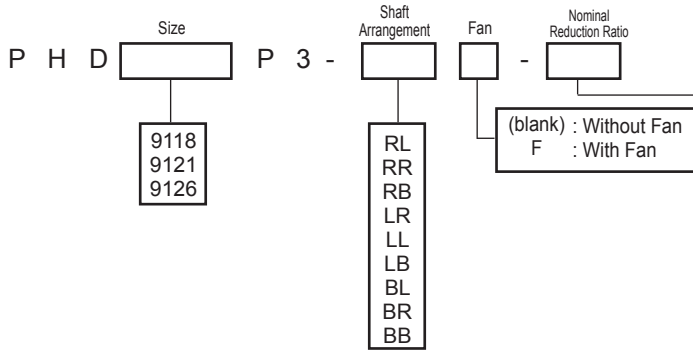 Size
Shaft
Arrangement
Fan
Nominal
Reduction Ratio
P H D P 3 - -
9118
9121
9126
RL
RR
RB
LR
LL
LB
BL
BR
BB
(blank) : Without Fan
F : With Fan